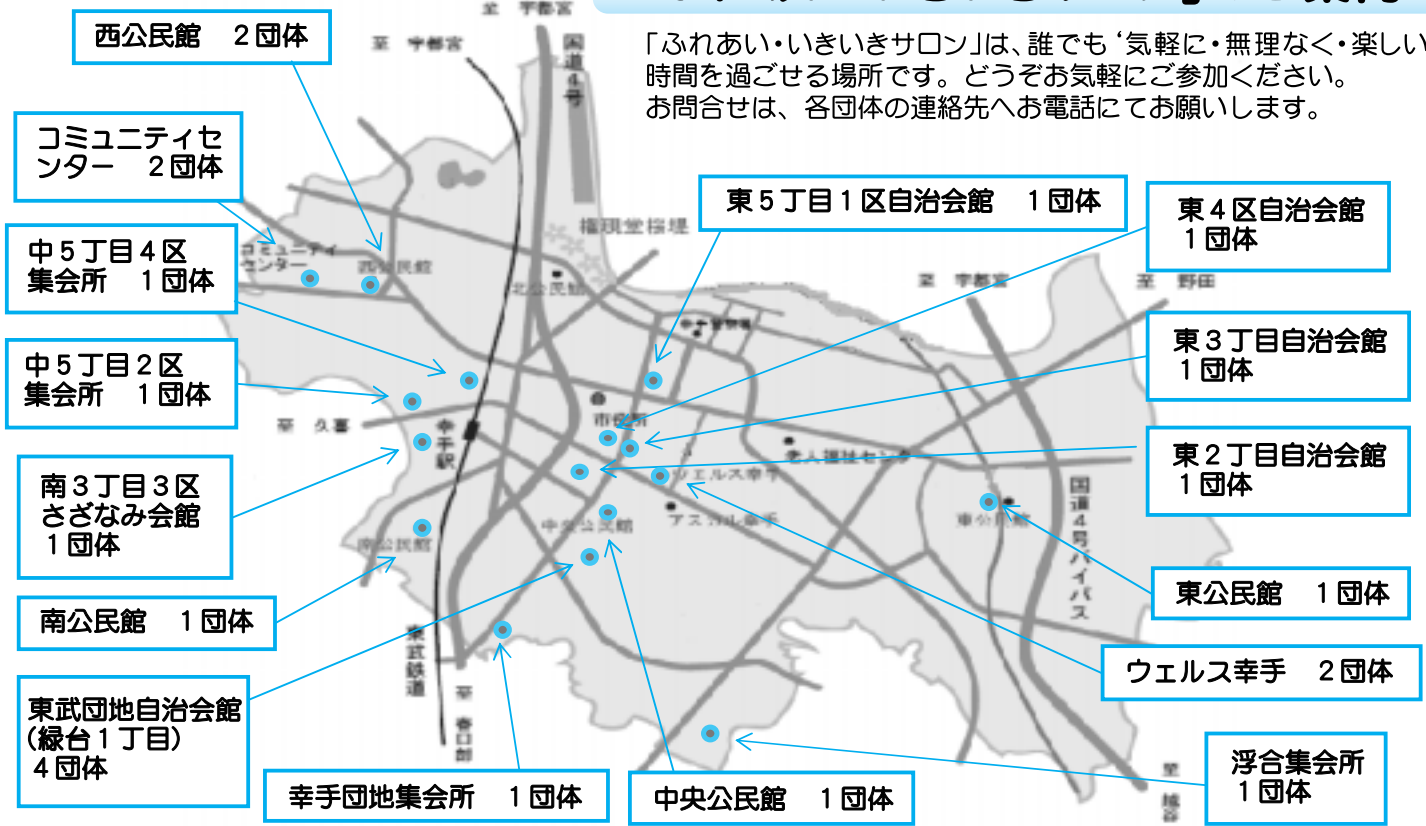 至 宇都宮
西公民館 2団体
至 宇都宮
国道4号
「ふれあい・いきいきサロン」は、誰でも‘気軽に・無理なく・楽しい
時間を過ごせる場所です。どうぞお気軽にご参加ください。
お問合せは、各団体の連絡先へお電話にてお願いします。
コミュニティセ
ンター 2団体
東5丁目1区自治会館 1団体
東4区自治会館
1団体
中5丁目4区
集会所 1団体
コミュニティ
センター
西公民館
権現堂桜堤
北公民館
至 宇都宮
至 野田
幸手警察署
東3丁目自治会館
1団体
中5丁目2区
集会所 1団体
至 久喜
幸手駅
市役所
老人福祉センター
東2丁目自治会館
1団体
南3丁目3区
さざなみ会館
1団体
ウェルス幸手
国道4号バイパス
南公民館
中央公民館
アスカル幸手
東公民館
東公民館 1団体
南公民館 1団体
東武鉄道
ウェルス幸手 2団体
東武団地自治会館
(緑台1丁目)
4団体
至 春日部
幸手団地集会所 1団体
中央公民館 1団体
浮合集会所
1団体
至 越谷